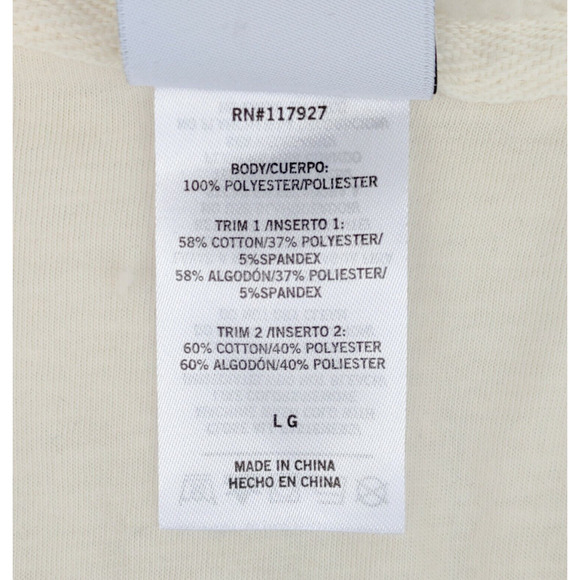 RN#117927
BODY/CUERPO:
100% POLYESTER/POLIESTER
TRIM 1 /INSERTO 1:
58% COTTON/37% POLYESTER/
5%SPANDEX
58% ALGODÓN/37% POLIESTER/
5%SPANDEX
TRIM 2 /INSERTO 2:
60% COTTON/40% POLYESTER
60% ALGODÓN/40% POLIESTER
L G
MADE IN CHINA
HECHO EN CHINA